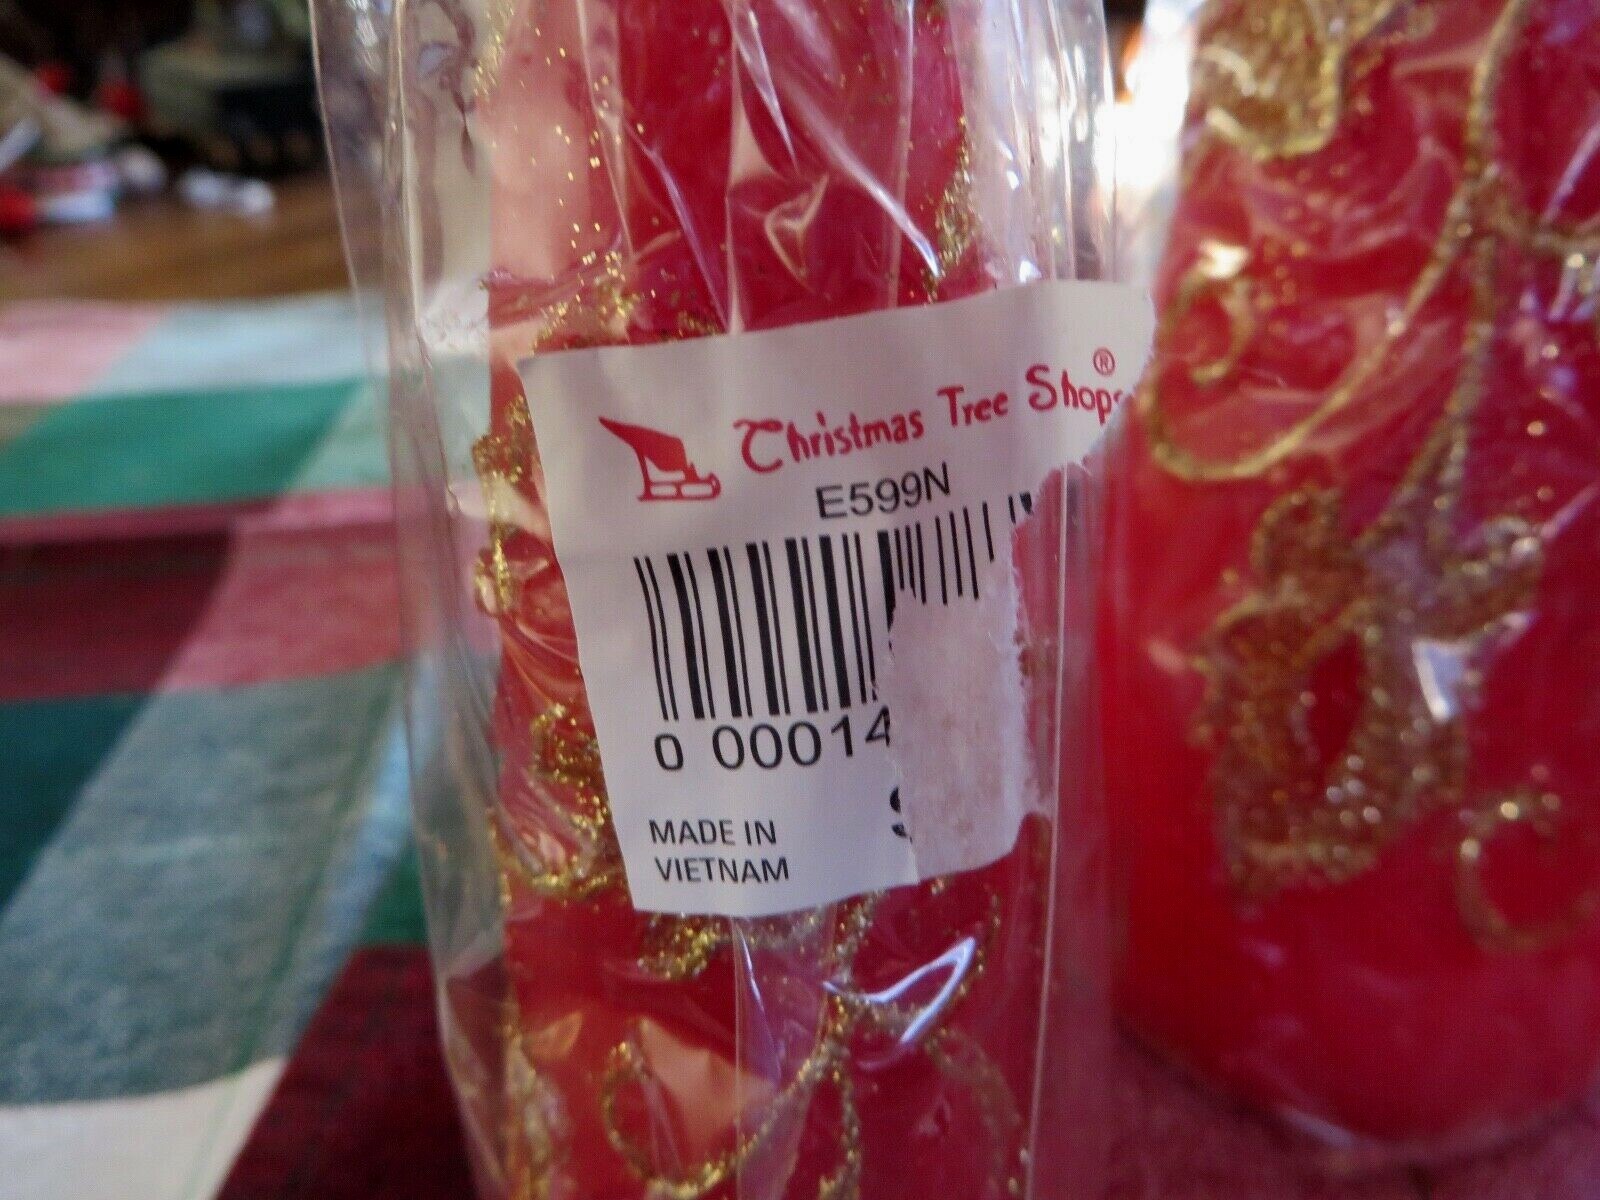 Christmas Tree Shops®
E599N
0 00014
MADE IN
VIETNAM